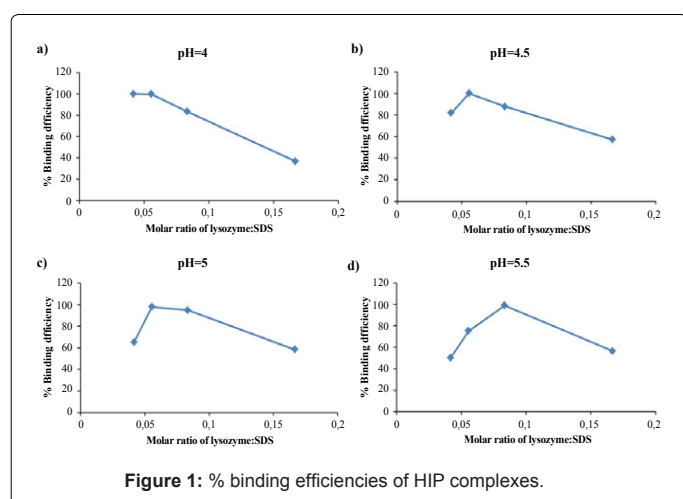 a)
pH=4
% Binding dfficiency
120
100
80
60
40
20
0
0 0,05 0,1 0,15 0,2
Molar ratio of lysozyme:SDS
b)
pH=4.5
% Binding dfficiency
120
100
80
60
40
20
0
0 0,05 0,1 0,15 0,2
Molar ratio of lysozyme:SDS
c)
pH=5
% Binding dfficiency
120
100
80
60
40
20
0
0 0,05 0,1 0,15 0,2
Molar ratio of lysozyme:SDS
d)
pH=5.5
% Binding dfficiency
120
100
80
60
40
20
0
0 0,05 0,1 0,15 0,2
Molar ratio of lysozyme:SDS
Figure 1: % binding efficiencies of HIP complexes.